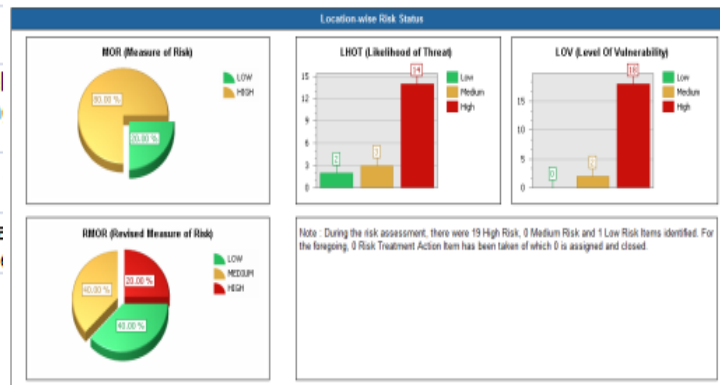 Location-wise Risk Status
MOR (Measure of Risk)
80.00 %
20.00 %
LOW
HIGH
LHOT (Likelihood of Threat)
15
12
9
6
3
0
2
3
14
Low
Medium
High
LOV (Level Of Vulnerability)
15
10
5
0
0
2
18
Low
Medium
High
RMOR (Revised Measure of Risk)
40.00 %
20.00 %
40.00 %
LOW
MEDIUM
HIGH
Note : During the risk assessment, there were 19 High Risk, 0 Medium Risk and 1 Low Risk Items identified. For
the foregoing, 0 Risk Treatment Action Item has been taken of which 0 is assigned and closed.